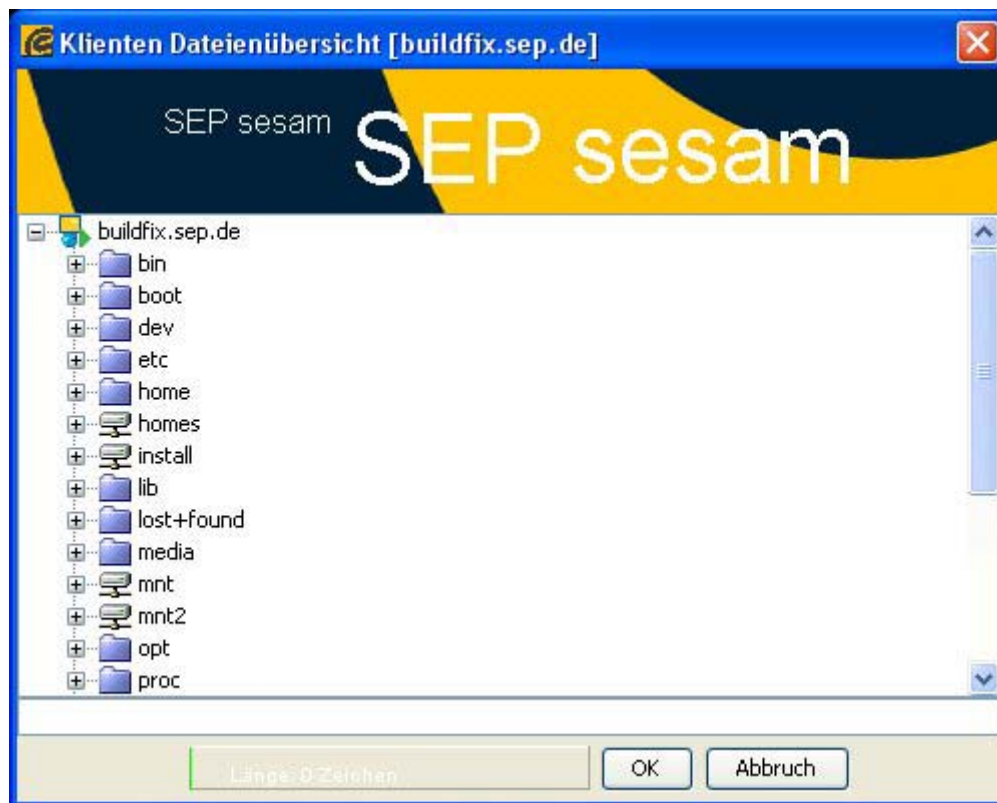 Klienten Dateienübersicht [buildfix.sep.de]
SEP sesam
SEP sesam
buildfix.sep.de
bin
boot
dev
etc
home
homes
install
lib
lost+found
media
mnt
mnt2
opt
proc
Länge: 0 Zeichen
OK
Abbruch